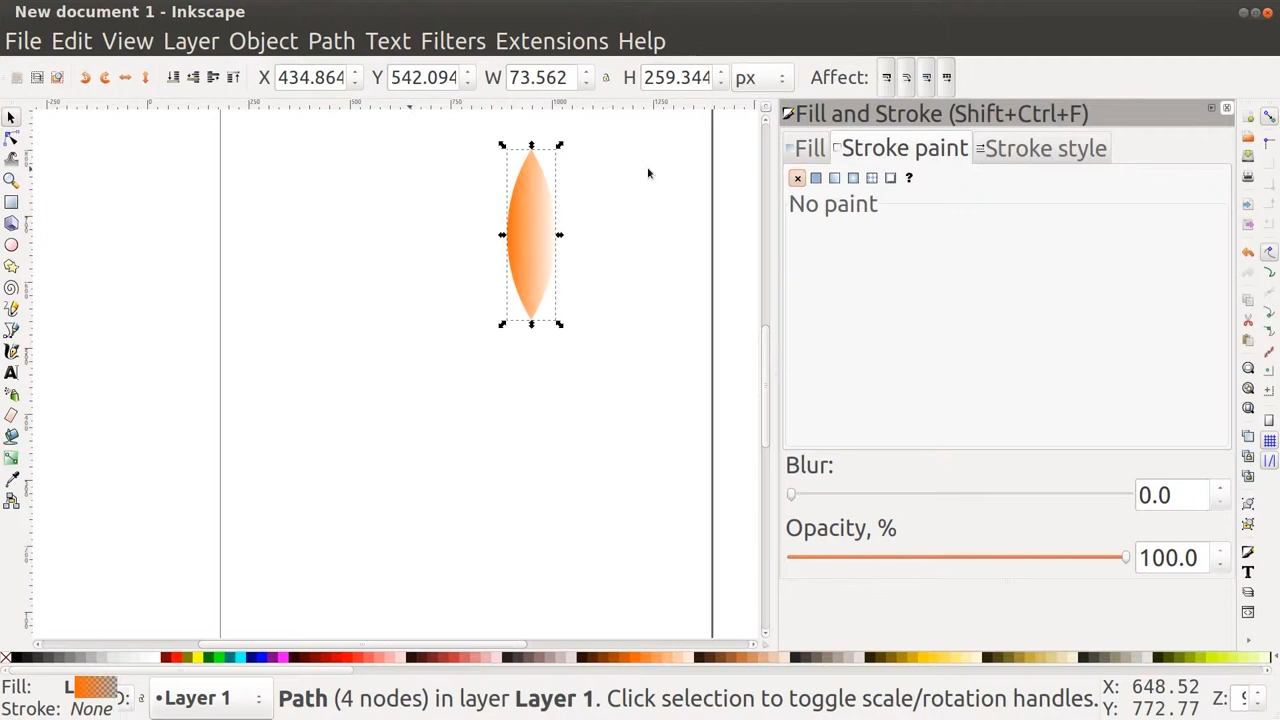 New document 1 - Inkscape
File Edit View Layer Object Path Text Filters Extensions Help
X 434.864 Y 542.094 W 73.562 H 259.344 px Affect:
Fill and Stroke (Shift+Ctrl+F)
Fill Stroke paint Stroke style
No paint
Blur:
0.0
Opacity, %
100.0
Fill: L O: Layer 1 Path (4 nodes) in layer Layer 1. Click selection to toggle scale/rotation handles. X: 648.52 Z:
Stroke: None Y: 772.77